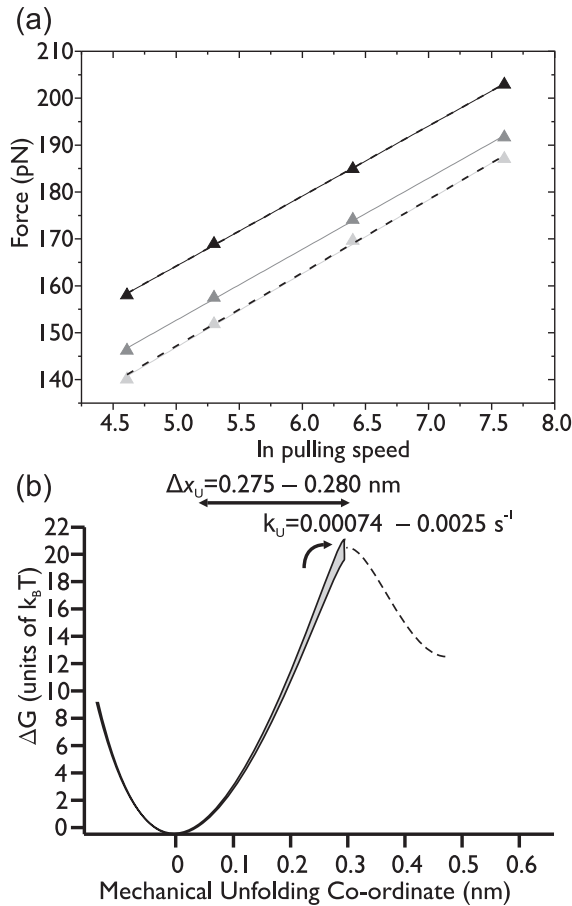 (a)
210
200
190
180
170
160
150
140
Force (pN)
4.5 5.0 5.5 6.0 6.5 7.0 7.5 8.0
ln pulling speed
(b)
Δxᵤ=0.275 – 0.280 nm
kᵤ=0.00074 – 0.0025 s⁻¹
22
20
18
16
14
12
10
8
6
4
2
0
ΔG (units of k_BT)
0 0.1 0.2 0.3 0.4 0.5 0.6
Mechanical Unfolding Co-ordinate (nm)